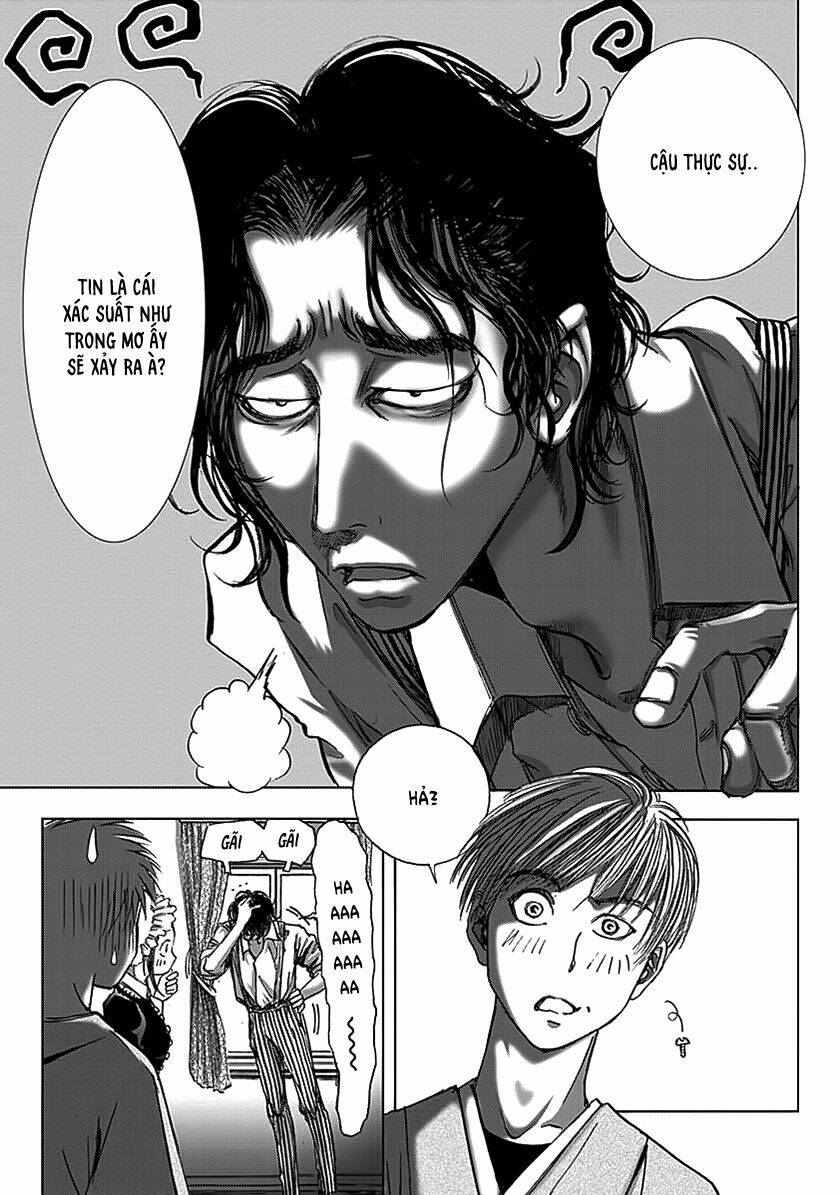 CẬU THỰC SỰ..
TIN LÀ CÁI
XÁC SUẤT NHƯ
TRONG MƠ ẤY
SẼ XẢY RA À?
HẢ?
GÃI
GÃI
HA
AAA
AAA
AAA
AA